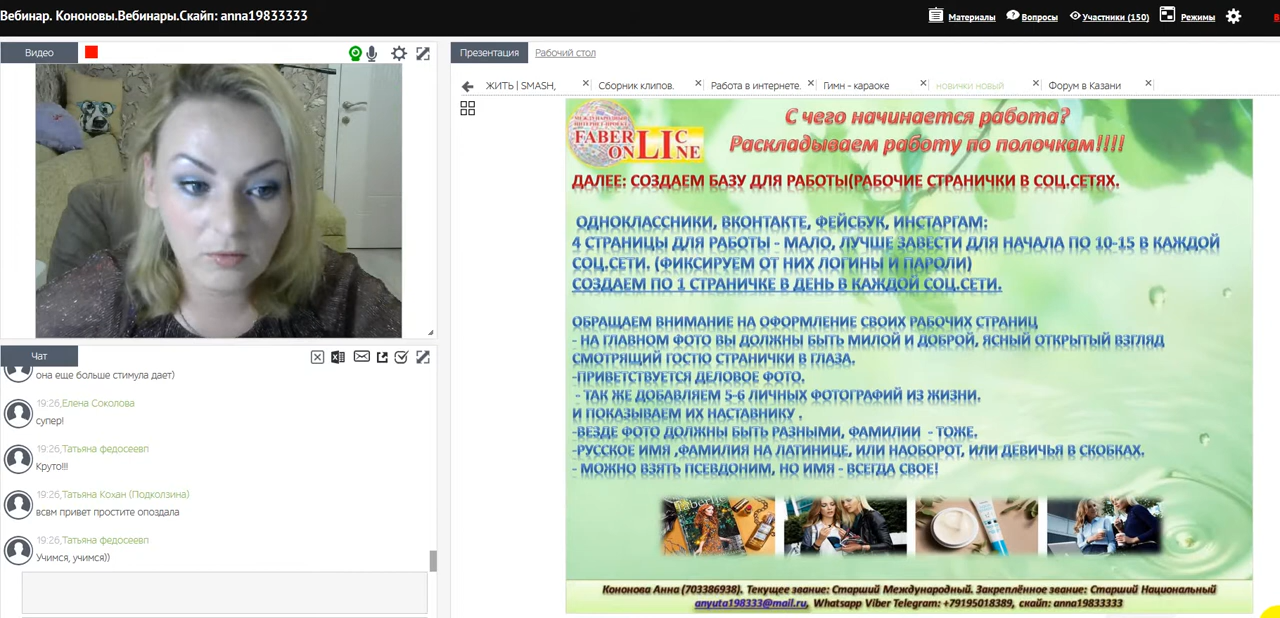 Вебинар. Кононовы.Вебинары.Скайп: anna19833333
Материалы
Вопросы
Участники (150)
Режимы
Видео
Презентация
Рабочий стол
ЖИТЬ | SMASH,
Сборник клипов.
Работа в интернете.
Гимн - караоке
новички новый
Форум в Казани
МЕЖДУНАРОДНЫЙ
ИНТЕРНЕТ-ПРОЕКТ
FABERLIC
ONLINE
С чего начинается работа?
Раскладываем работу по полочкам!!!!
ДАЛЕЕ: СОЗДАЕМ БАЗУ ДЛЯ РАБОТЫ(РАБОЧИЕ СТРАНИЧКИ В СОЦ.СЕТЯХ.
ОДНОКЛАССНИКИ, ВКОНТАКТЕ, ФЕЙСБУК, ИНСТАРГАМ:
4 СТРАНИЦЫ ДЛЯ РАБОТЫ - МАЛО, ЛУЧШЕ ЗАВЕСТИ ДЛЯ НАЧАЛА ПО 10-15 В КАЖДОЙ
СОЦ.СЕТИ. (ФИКСИРУЕМ ОТ НИХ ЛОГИНЫ И ПАРОЛИ)
СОЗДАЕМ ПО 1 СТРАНИЧКЕ В ДЕНЬ В КАЖДОЙ СОЦ.СЕТИ.
ОБРАЩАЕМ ВНИМАНИЕ НА ОФОРМЛЕНИЕ СВОИХ РАБОЧИХ СТРАНИЦ
- НА ГЛАВНОМ ФОТО ВЫ ДОЛЖНЫ БЫТЬ МИЛОЙ И ДОБРОЙ, ЯСНЫЙ ОТКРЫТЫЙ ВЗГЛЯД
СМОТРЯЩИЙ ГОСТЮ СТРАНИЧКИ В ГЛАЗА.
-ПРИВЕТСТВУЕТСЯ ДЕЛОВОЕ ФОТО.
- ТАК ЖЕ ДОБАВЛЯЕМ 5-6 ЛИЧНЫХ ФОТОГРАФИЙ ИЗ ЖИЗНИ.
И ПОКАЗЫВАЕМ ИХ НАСТАВНИКУ .
-ВЕЗДЕ ФОТО ДОЛЖНЫ БЫТЬ РАЗНЫМИ, ФАМИЛИИ - ТОЖЕ.
-РУССКОЕ ИМЯ ,ФАМИЛИЯ НА ЛАТИНИЦЕ, ИЛИ НАОБОРОТ, ИЛИ ДЕВИЧЬЯ В СКОБКАХ.
- МОЖНО ВЗЯТЬ ПСЕВДОНИМ, НО ИМЯ - ВСЕГДА СВОЕ!
Кононова Анна (703386938). Текущее звание: Старший Международный. Закреплённое звание: Старший Национальный
anyuta198333@mail.ru, Whatsapp Viber Telegram: +79195018389, скайп: anna19833333
Чат
она еще больше стимула дает)
19:26,Елена Соколова
супер!
19:26,Татьяна федосеевп
Круто!!!
19:26,Татьяна Кохан (Подколзина)
всвм привет простите опоздала
19:26,Татьяна федосеевп
Учимся, учимся))